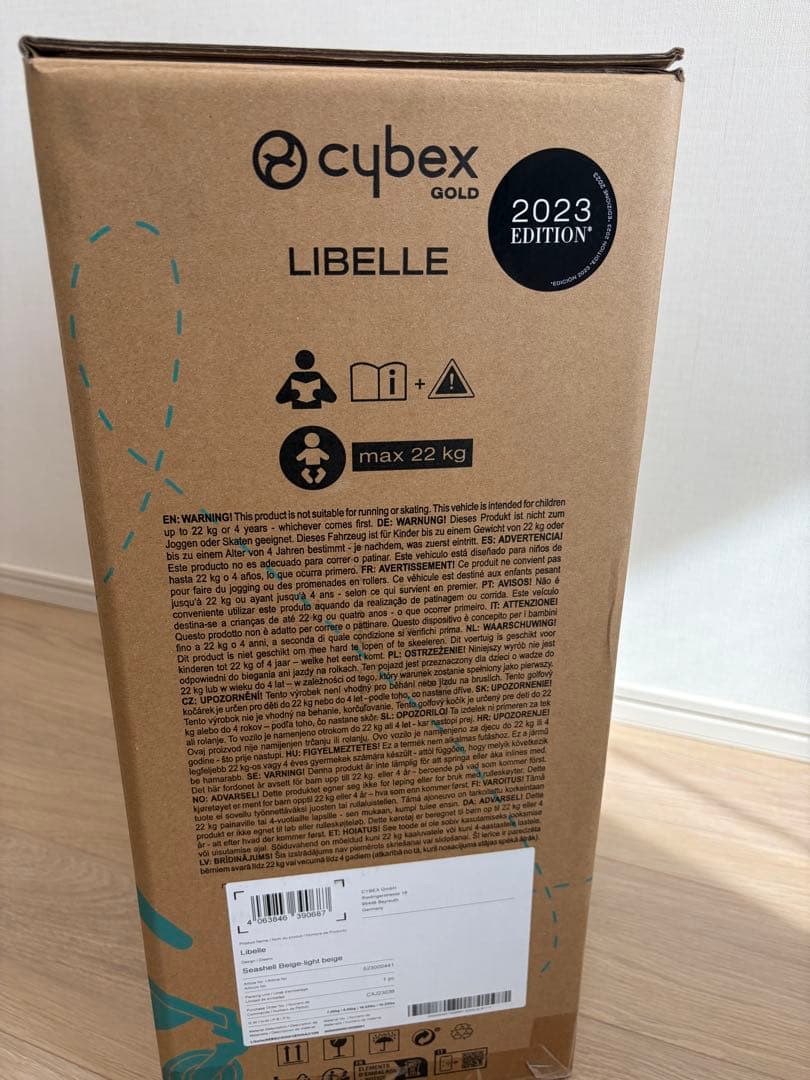 cybex
GOLD
2023
EDITION*
*EDICIÓN 2023 *EDIZIONE 2023
LIBELLE
i + !
max 22 kg
EN: WARNING! This product is not suitable for running or skating. This vehicle is intended for children
up to 22 kg or 4 years - whichever comes first. DE: WARNUNG! Dieses Produkt ist nicht zum
Joggen oder Skaten geeignet. Dieses Fahrzeug ist für Kinder bis zu einem Gewicht von 22 kg oder
bis zu einem Alter von 4 Jahren bestimmt - je nachdem, was zuerst eintritt. ES: ADVERTENCIA!
Este producto no es adecuado para correr o patinar. Este vehículo está diseñado para niños de
hasta 22 kg o 4 años, lo que ocurra primero. FR: AVERTISSEMENT! Ce produit ne convient pas
pour faire du jogging ou des promenades en rollers. Ce véhicule est destiné aux enfants pesant
jusqu'à 22 kg ou ayant jusqu'à 4 ans - selon ce qui survient en premier. PT: AVISOS! Não é
conveniente utilizar este produto aquando da realização de patinagem ou corrida. Este veículo
destina-se a crianças de até 22 kg ou quatro anos - o que ocorrer primeiro. IT: ATTENZIONE!
Questo prodotto non è adatto per correre o pattinare. Questo dispositivo è concepito per i bambini
fino a 22 kg o 4 anni, a seconda di quale condizione si verifichi prima. NL: WAARSCHUWING!
Dit product is niet geschikt om mee hard te lopen of te skeeleren. Dit voertuig is geschikt voor
kinderen tot 22 kg of 4 jaar – welke het eerst komt. PL: OSTRZEŻENIE! Niniejszy wyrób nie jest
odpowiedni do biegania ani jazdy na rolkach. Ten pojazd jest przeznaczony dla dzieci o wadze do
22 kg lub w wieku do 4 lat – w zależności od tego, który warunek zostanie spełniony jako pierwszy.
CZ: UPOZORNĚNÍ! Tento výrobek není vhodný pro běhání nebo jízdu na bruslích. Tento golfový
kočárek je určený pro děti do 22 kg nebo do 4 let - podle toho, co nastane dříve. SK: UPOZORNENIE!
Tento výrobok nie je vhodný na behanie, korčuľovanie. Tento golfový kočík je určený pre deti do 22
kg alebo do 4 rokov – podľa toho, čo nastane skôr. SL: OPOZORILO! Ta izdelek ni primeren za tek
ali rolanje. To vozilo je namenjeno otrokom do 22 kg ali 4 let - kar nastopi prej. HR: UPOZORENJE!
Ovaj proizvod nije namijenjen trčanju ili rolanju. Ovo vozilo je namijenjeno za djecu do 22 kg ili 4
godine - što prije nastupi. HU: FIGYELMEZTETÉS! Ez a termék nem alkalmas futáshoz. Ez a jármű
legfeljebb 22 kg-os vagy 4 éves gyermekek számára készült - attól függően, hogy melyik következik
be hamarabb. SE: VARNING! Denna produkt är inte lämplig för att springa eller åka inlines med.
Det här fordonet är avsett för barn upp till 22 kg. eller 4 år - beroende på vad som kommer först.
NO: ADVARSEL! Dette produktet egner seg ikke for løping eller for bruk med rulleskøyter. Dette
kjøretøyet er ment for barn opptil 22 kg eller 4 år – hva som enn kommer først. FI: VAROITUS! Tämä
tuote ei sovellu työnnettäväksi juosten tai rullaluistellen. Tämä ajoneuvo on tarkoitettu korkeintaan
22 kg painaville tai 4-vuotiaille lapsille - sen mukaan, kumpi tulee ensin. DA: ADVARSEL! Dette
produkt er ikke egnet til løb eller rulleskøjteløb. Dette køretøj er beregnet til børn op til 22 kg eller 4
år - alt efter hvad der kommer først. ET: HOIATUS! See toode ei ole sobiv kasutamiseks jooksmise
või uisutamise ajal. Sõiduvahend on mõeldud kuni 22 kg kaaluvatele või kuni 4-aastastele lastele.
LV: BRĪDINĀJUMS! Šis izstrādājums nav piemērots skriešanai vai slidošanai. Šī ierīce ir paredzēta
bērniem svarā līdz 22 kg vai vecumā līdz 4 gadiem (atkarībā no tā, kurš nosacījums stājas spēkā ātrāk).
4 063846 390687
CYBEX GmbH
Riedingerstrasse 18
95448 Bayreuth
Germany
Libelle
Seashell Beige-light beige
523000441
1 pc